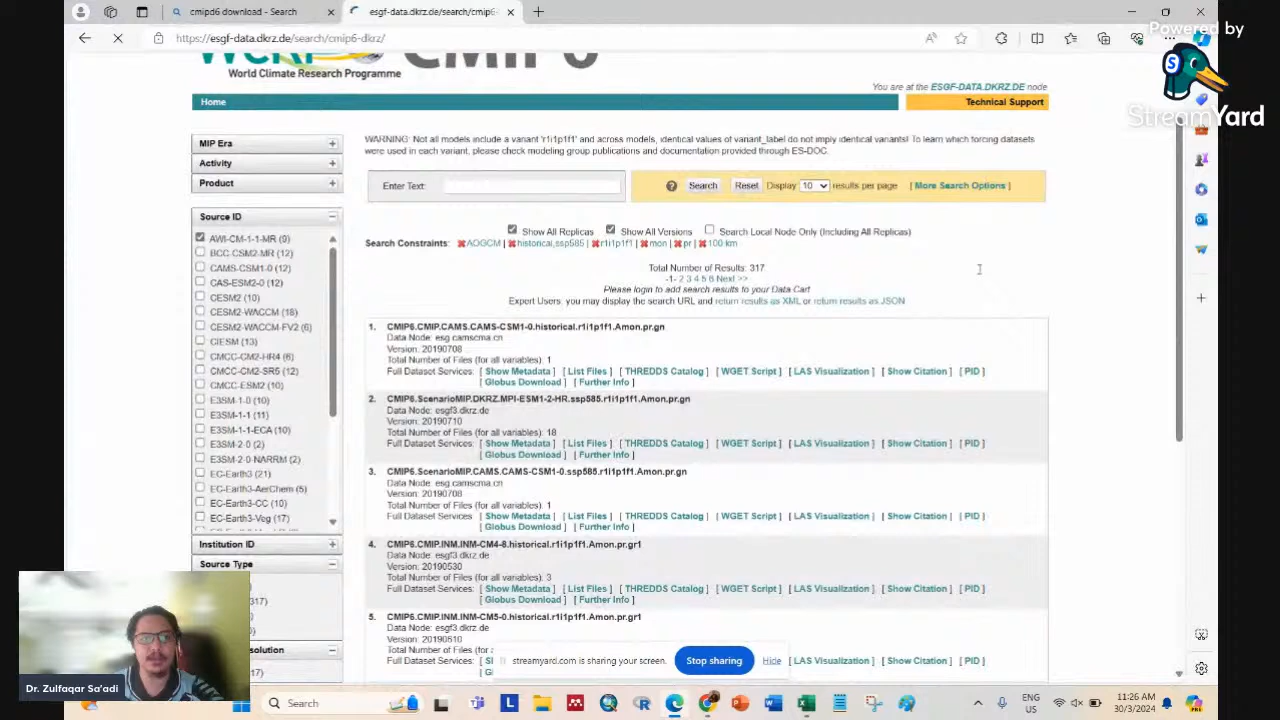 cmip6 download - Search
esgf-data.dkrz.de/search/cmip6-
https://esgf-data.dkrz.de/search/cmip6-dkrz/
Powered by
StreamYard
World Climate Research Programme
You are at the ESGF-DATA.DKRZ.DE node
Home
Technical Support
MIP Era
Activity
Product
Source ID
AWI-CM-1-1-MR (9)
BCC-CSM2-MR (12)
CAMS-CSM1-0 (12)
CAS-ESM2-0 (12)
CESM2 (10)
CESM2-WACCM (18)
CESM2-WACCM-FV2 (6)
CIESM (13)
CMCC-CM2-HR4 (6)
CMCC-CM2-SR5 (12)
CMCC-ESM2 (10)
E3SM-1-0 (10)
E3SM-1-1 (11)
E3SM-1-1-ECA (10)
E3SM-2-0 (2)
E3SM-2-0-NARRM (2)
EC-Earth3 (21)
EC-Earth3-AerChem (5)
EC-Earth3-CC (10)
EC-Earth3-Veg (17)
Institution ID
Source Type
317)
)
)
solution
17)
WARNING: Not all models include a variant "r1i1p1f1" and across models, identical values of variant_label do not imply identical variants! To learn which forcing datasets
were used in each variant, please check modeling group publications and documentation provided through ES-DOC.
Enter Text:
Search Reset Display 10 results per page [ More Search Options ]
Show All Replicas Show All Versions Search Local Node Only (Including All Replicas)
Search Constraints: AOGCM | historical,ssp585 | r1i1p1f1 | mon | pr | 100 km
Total Number of Results: 317
-1- 2 3 4 5 6 Next >>
Please login to add search results to your Data Cart
Expert Users: you may display the search URL and return results as XML or return results as JSON
1. CMIP6.CMIP.CAMS.CAMS-CSM1-0.historical.r1i1p1f1.Amon.pr.gn
Data Node: esg.camscma.cn
Version: 20190708
Total Number of Files (for all variables): 1
Full Dataset Services: [ Show Metadata ] [ List Files ] [ THREDDS Catalog ] [ WGET Script ] [ LAS Visualization ] [ Show Citation ] [ PID ]
[ Globus Download ] [ Further Info ]
2. CMIP6.ScenarioMIP.DKRZ.MPI-ESM1-2-HR.ssp585.r1i1p1f1.Amon.pr.gn
Data Node: esgf3.dkrz.de
Version: 20190710
Total Number of Files (for all variables): 18
Full Dataset Services: [ Show Metadata ] [ List Files ] [ THREDDS Catalog ] [ WGET Script ] [ LAS Visualization ] [ Show Citation ] [ PID ]
[ Globus Download ] [ Further Info ]
3. CMIP6.ScenarioMIP.CAMS.CAMS-CSM1-0.ssp585.r1i1p1f1.Amon.pr.gn
Data Node: esg.camscma.cn
Version: 20190708
Total Number of Files (for all variables): 1
Full Dataset Services: [ Show Metadata ] [ List Files ] [ THREDDS Catalog ] [ WGET Script ] [ LAS Visualization ] [ Show Citation ] [ PID ]
[ Globus Download ] [ Further Info ]
4. CMIP6.CMIP.INM.INM-CM4-8.historical.r1i1p1f1.Amon.pr.gr1
Data Node: esgf3.dkrz.de
Version: 20190530
Total Number of Files (for all variables): 3
Full Dataset Services: [ Show Metadata ] [ List Files ] [ THREDDS Catalog ] [ WGET Script ] [ LAS Visualization ] [ Show Citation ] [ PID ]
[ Globus Download ] [ Further Info ]
5. CMIP6.CMIP.INM.INM-CM5-0.historical.r1i1p1f1.Amon.pr.gr1
Data Node: esgf3.dkrz.de
Version: 20190610
Total Number of Files (for
Full Dataset Services: [ LAS Visualization ] [ Show Citation ] [ PID ]
streamyard.com is sharing your screen. Stop sharing Hide
Dr. Zulfaqar Sa'adi
Search
ENG
US
11:26 AM
30/3/2024